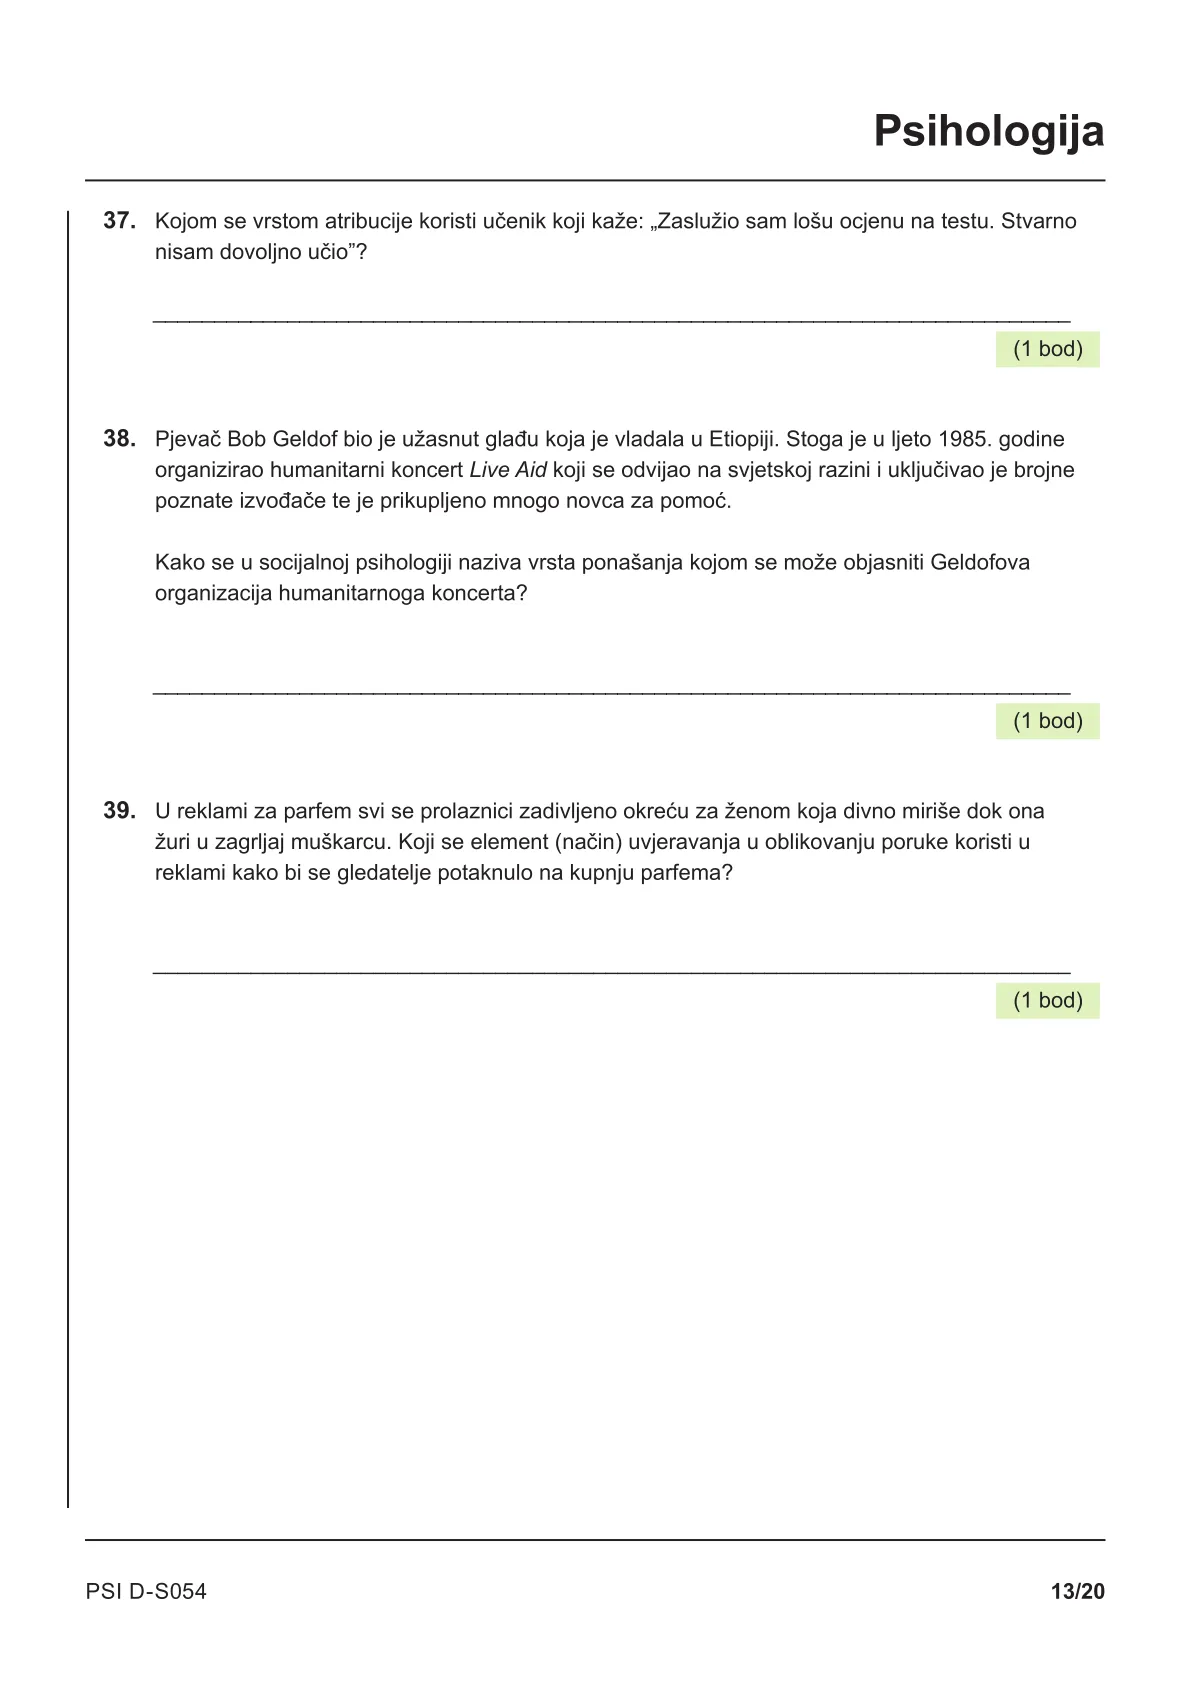 Psihologija
37. Kojom se vrstom atribucije koristi učenik koji kaže: „Zaslužio sam lošu ocjenu na testu. Stvarno
nisam dovoljno učio”?
(1 bod)
38. Pjevač Bob Geldof bio je užasnut glađu koja je vladala u Etiopiji. Stoga je u ljeto 1985. godine
organizirao humanitarni koncert Live Aid koji se odvijao na svjetskoj razini i uključivao je brojne
poznate izvođače te je prikupljeno mnogo novca za pomoć.
Kako se u socijalnoj psihologiji naziva vrsta ponašanja kojom se može objasniti Geldofova
organizacija humanitarnoga koncerta?
(1 bod)
39. U reklami za parfem svi se prolaznici zadivljeno okreću za ženom koja divno miriše dok ona
žuri u zagrljaj muškarcu. Koji se element (način) uvjeravanja u oblikovanju poruke koristi u
reklami kako bi se gledatelje potaknulo na kupnju parfema?
(1 bod)
PSI D-S054
13/20